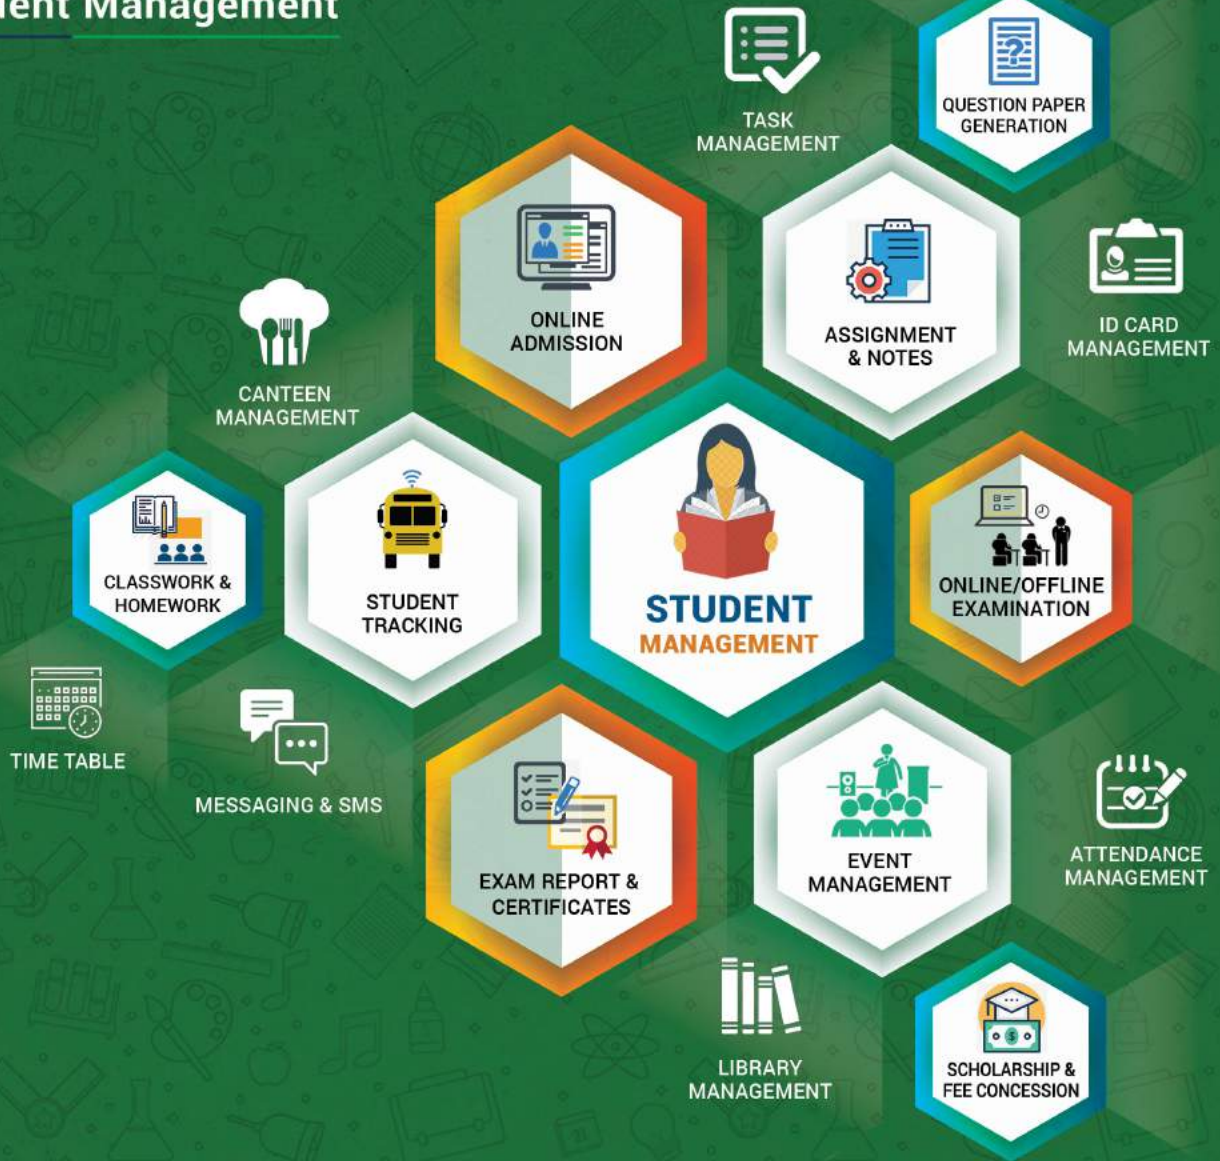 Management
TASK
MANAGEMENT
QUESTION PAPER
GENERATION
ONLINE
ADMISSION
ASSIGNMENT
& NOTES
ID CARD
MANAGEMENT
CANTEEN
MANAGEMENT
CLASSWORK &
HOMEWORK
STUDENT
TRACKING
STUDENT
MANAGEMENT
ONLINE/OFFLINE
EXAMINATION
TIME TABLE
MESSAGING & SMS
EXAM REPORT &
CERTIFICATES
EVENT
MANAGEMENT
ATTENDANCE
MANAGEMENT
LIBRARY
MANAGEMENT
SCHOLARSHIP &
FEE CONCESSION